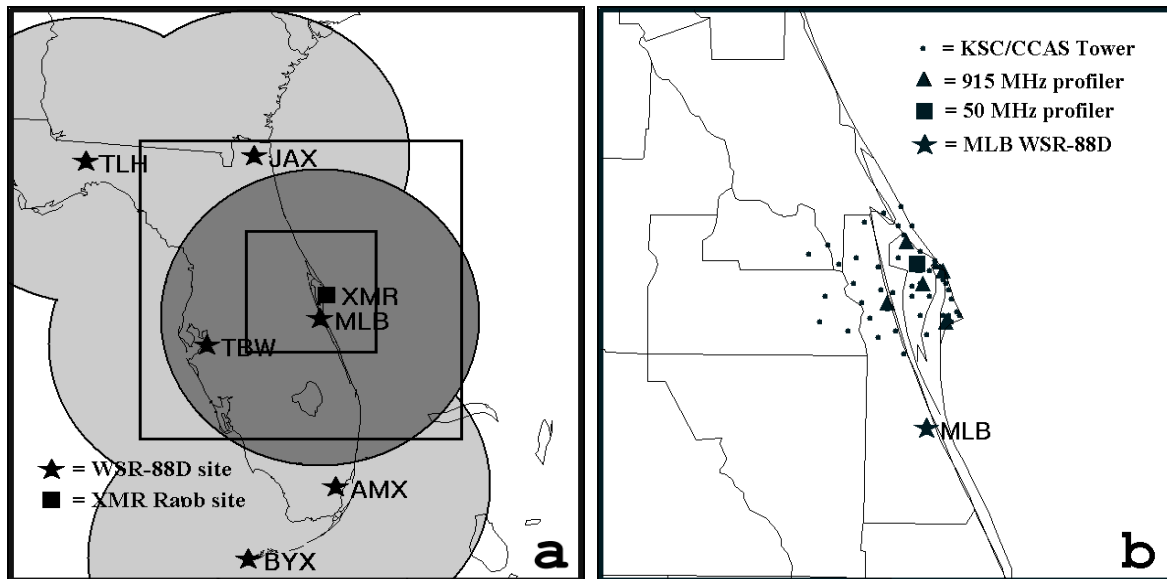 TLH
JAX
XMR
MLB
TBW
= WSR-88D site
= XMR Raob site
AMX
BYX
a
= KSC/CCAS Tower
= 915 MHz profiler
= 50 MHz profiler
= MLB WSR-88D
MLB
b